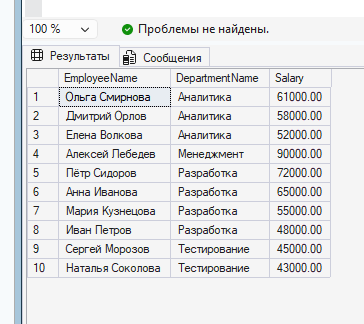 100 %
Проблемы не найдены.
Результаты Сообщения
EmployeeName DepartmentName Salary
1 Ольга Смирнова Аналитика 61000.00
2 Дмитрий Орлов Аналитика 58000.00
3 Елена Волкова Аналитика 52000.00
4 Алексей Лебедев Менеджмент 90000.00
5 Пётр Сидоров Разработка 72000.00
6 Анна Иванова Разработка 65000.00
7 Мария Кузнецова Разработка 55000.00
8 Иван Петров Разработка 48000.00
9 Сергей Морозов Тестирование 45000.00
10 Наталья Соколова Тестирование 43000.00